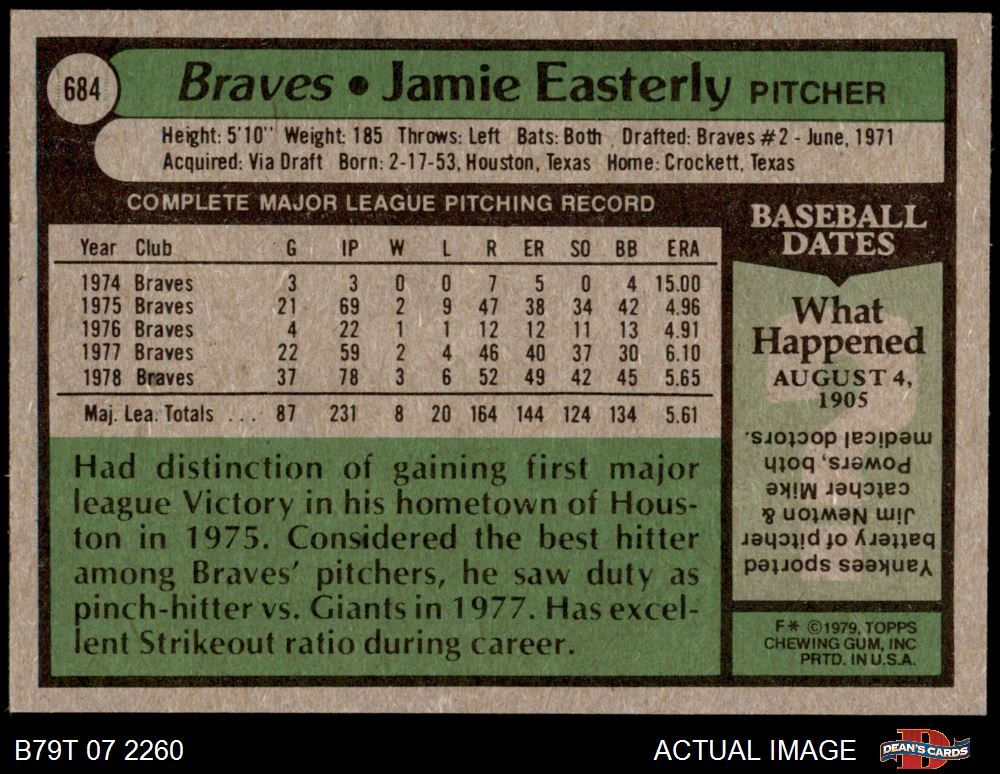 684
Braves • Jamie Easterly PITCHER
Height: 5'10'' Weight: 185 Throws: Left Bats: Both Drafted: Braves #2 - June, 1971
Acquired: Via Draft Born: 2-17-53, Houston, Texas Home: Crockett, Texas
COMPLETE MAJOR LEAGUE PITCHING RECORD
Year Club G IP W L R ER SO BB ERA
1974 Braves 3 3 0 0 7 5 0 4 15.00
1975 Braves 21 69 2 9 47 38 34 42 4.96
1976 Braves 4 22 1 1 12 12 11 13 4.91
1977 Braves 22 59 2 4 46 40 37 30 6.10
1978 Braves 37 78 3 6 52 49 42 45 5.65
Maj. Lea. Totals ... 87 231 8 20 164 144 124 134 5.61
Had distinction of gaining first major
league Victory in his hometown of Hous-
ton in 1975. Considered the best hitter
among Braves' pitchers, he saw duty as
pinch-hitter vs. Giants in 1977. Has excel-
lent Strikeout ratio during career.
BASEBALL
DATES
What
Happened
AUGUST 4,
1905
Yankees sported
battery of pitcher
Jim Newton &
catcher Mike
Powers, both
medical doctors.
F* ©1979, TOPPS
CHEWING GUM, INC
PRTD. IN U.S.A.
B79T 07 2260
ACTUAL IMAGE
DEAN'S CARDS